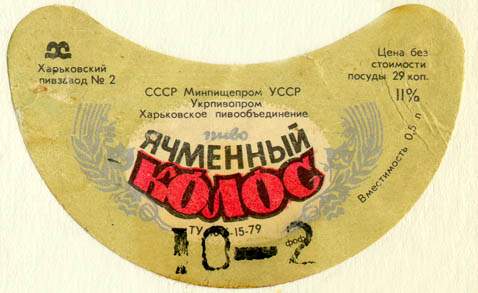 Харьковский
пивзавод № 2
Цена без
стоимости
посуды 29 коп.
11%
Вместимость 0,5 л
СССР Минпищепром УССР
Укрпивопром
Харьковское пивообъединение
пиво
ЯЧМЕННЫЙ
КОЛОС
ТУ 15-79
10-2